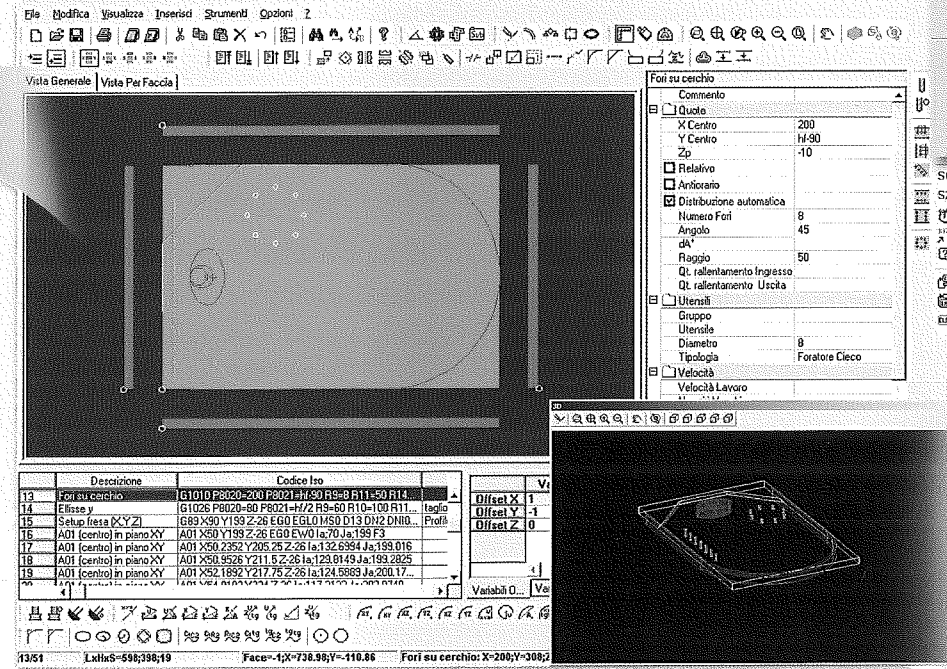 File Modifica Visualizza Inserisci Strumenti Opzioni ?
Vista Generale Vista Per Faccia
Fori su cerchio
Commento
Quote
X Centro 200
Y Centro h/-90
Zp -10
Relativo
Antiorario
Distribuzione automatica
Numero Fori 8
Angolo 45
dA°
Raggio 50
Qt. rallentamento Ingresso
Qt. rallentamento Uscita
Utensili
Gruppo
Utensile
Diametro 8
Tipologia Foratore Cieco
Velocità
Velocità Lavoro
3D
Descrizione Codice Iso
13 Fori su cerchio G1010 P8020=200 P8021=h/-90 R9=8 R11=50 R14...
14 Ellisse y G1026 P8020=80 P8021=h/2 R9=60 R10=100 R11... taglio
15 Setup fresa (X,Y,Z) G89 X90 Y199 Z-26 EG0 EGL0 MS0 D13 DN2 DNI0... Profil
16 A01 (centro) in piano XY A01 X50 Y199 Z-26 EG0 EW0 Ia;70 Ja;199 F3
17 A01 (centro) in piano XY A01 X50.2352 Y205.25 Z-26 Ia;132.6994 Ja;199.016
18 A01 (centro) in piano XY A01 X50.9526 Y211.5 Z-26 Ia;129.8149 Ja;199.2825
19 A01 (centro) in piano XY A01 X52.1892 Y217.75 Z-26 Ia;124.5889 Ja;200.17...
Va
Offset X 1
Offset Y -1
Offset Z 0
Variabili O... Va
13/51 LxHxS=598;398;19 Face=-1;X=738.98;Y=-110.86 Fori su cerchio: X=200;Y=308;Z